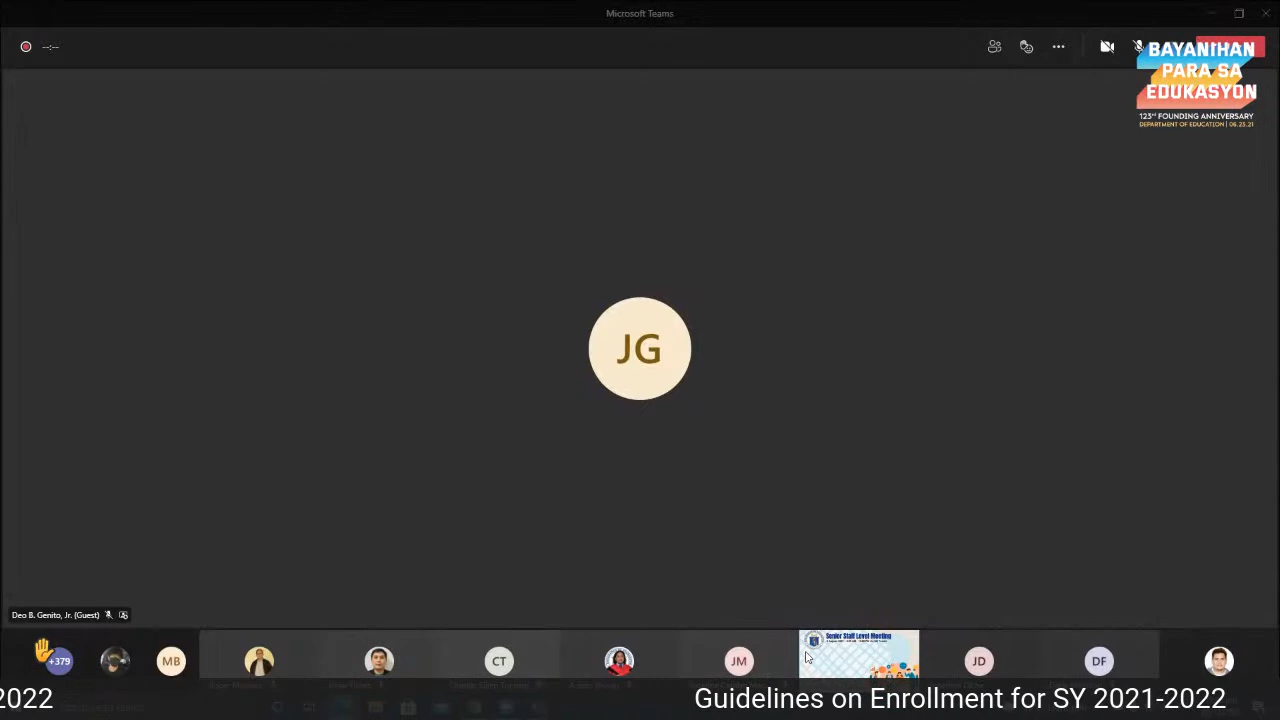 Microsoft Teams
--:--
BAYANIHAN
PARA SA
EDUKASYON
123rd FOUNDING ANNIVERSARY
DEPARTMENT OF EDUCATION | 06.23.21
JG
Deo B. Genito, Jr. (Guest)
+379
MB
CT
JM
Senior Staff Level Meeting
JD
DF
2022
Guidelines on Enrollment for SY 2021-2022